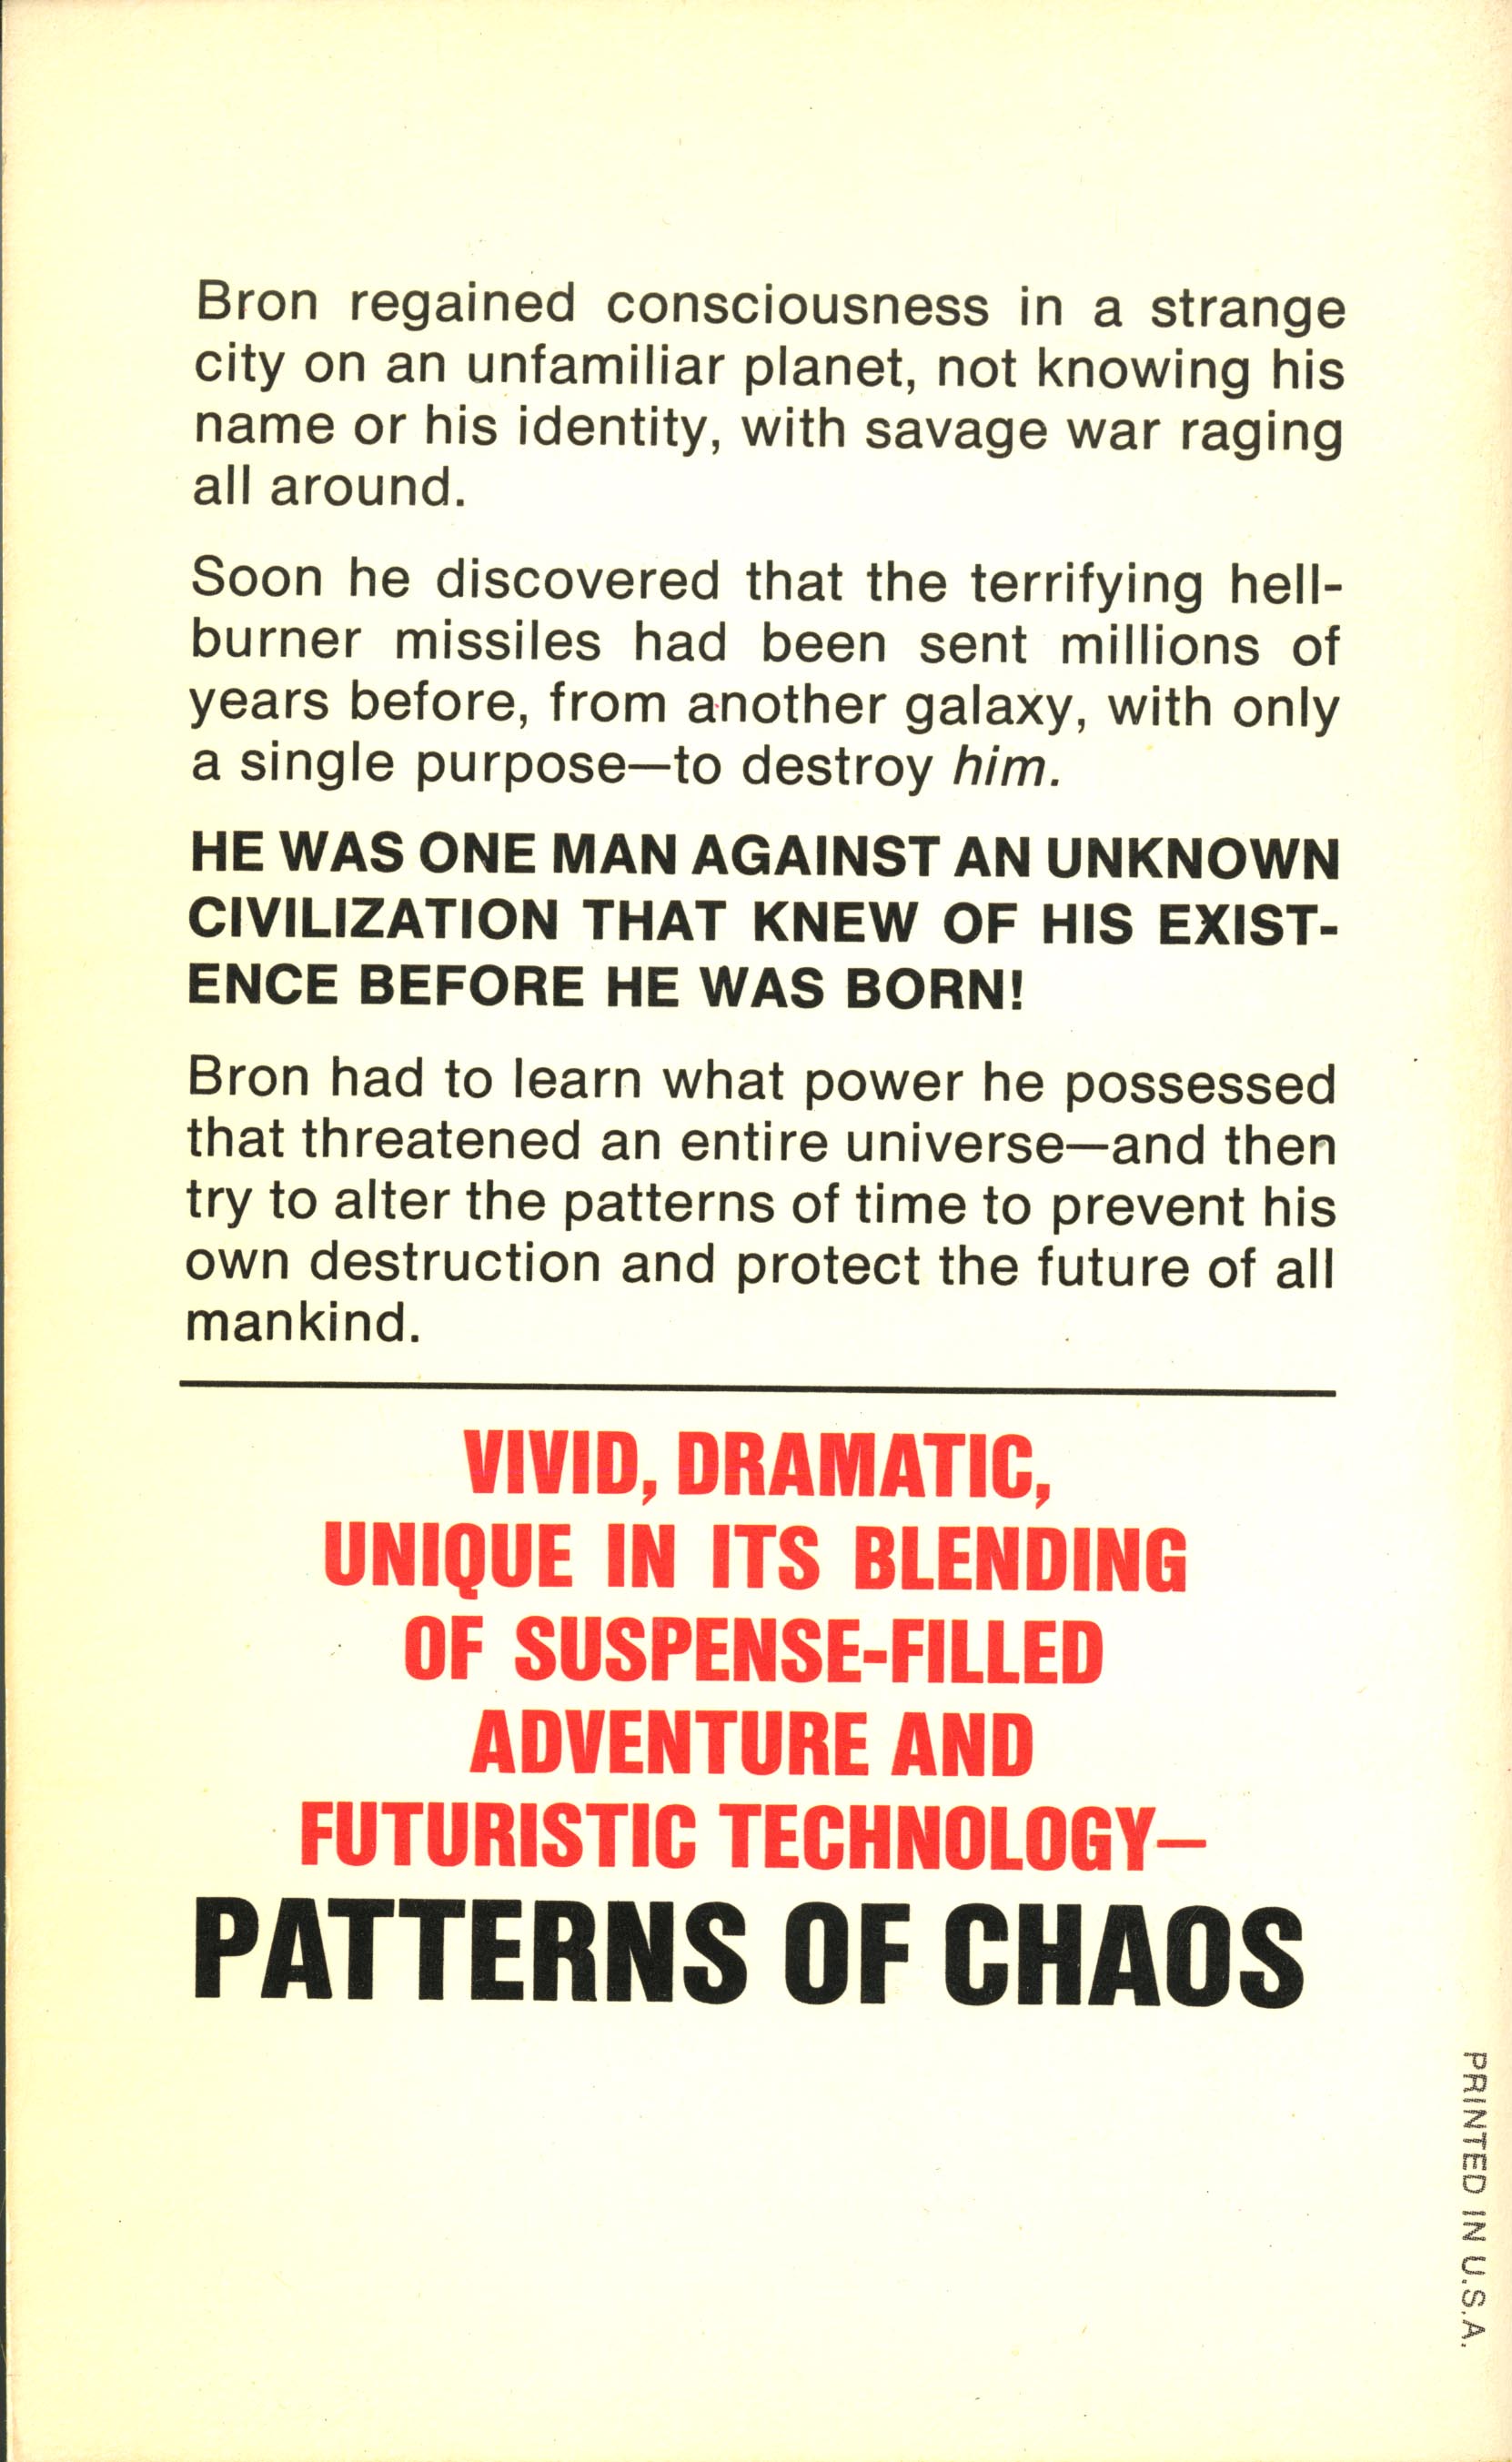 Bron regained consciousness in a strange
city on an unfamiliar planet, not knowing his
name or his identity, with savage war raging
all around.
Soon he discovered that the terrifying hell-
burner missiles had been sent millions of
years before, from another galaxy, with only
a single purpose—to destroy him.
HE WAS ONE MAN AGAINST AN UNKNOWN
CIVILIZATION THAT KNEW OF HIS EXIST-
ENCE BEFORE HE WAS BORN!
Bron had to learn what power he possessed
that threatened an entire universe—and then
try to alter the patterns of time to prevent his
own destruction and protect the future of all
mankind.
VIVID, DRAMATIC,
UNIQUE IN ITS BLENDING
OF SUSPENSE-FILLED
ADVENTURE AND
FUTURISTIC TECHNOLOGY—
PATTERNS OF CHAOS
PRINTED IN U.S.A.